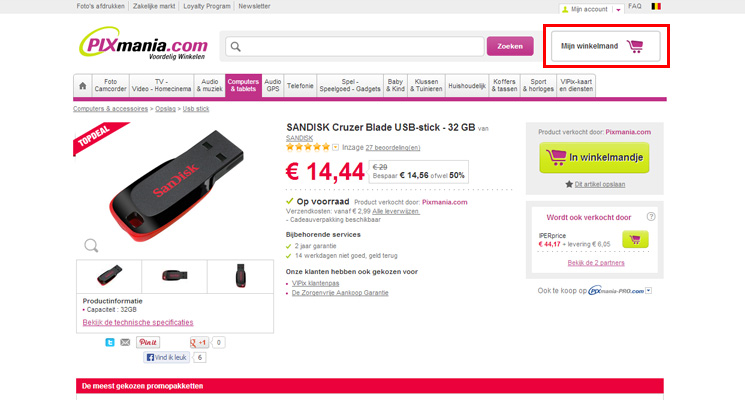 Foto's afdrukken | Zakelijke markt | Loyalty Program | Newsletter
Mijn account | FAQ
PIXmania.com
Voordelig Winkelen
Zoeken
Mijn winkelmand
Foto Camcorder
TV - Video - Homecinema
Audio & muziek
Computers & tablets
Audio GPS
Telefonie
Spel - Speelgoed - Gadgets
Baby & Kind
Klussen & Tuinieren
Huishoudelijk
Koffers & tassen
Sport & horloges
ViPix-kaart en diensten
Computers & accessoires > Opslag > Usb stick
TOPDEAL
SanDisk
Productinformatie
• Capaciteit : 32GB
Bekijk de technische specificaties
Pin it
+1 0
Vind ik leuk 6
SANDISK Cruzer Blade USB-stick - 32 GB van
SANDISK
Inzage 27 beoordeling(en)
€ 14,44
€ 29
Bespaar € 14,56 ofwel 50%
Op voorraad Product verkocht door: Pixmania.com
Verzendkosten: vanaf € 2,99 Alle leverwijzen.
- Cadeauverpakking beschikbaar
Bijbehorende services
2 jaar garantie
14 werkdagen niet goed, geld terug
Onze klanten hebben ook gekozen voor
• ViPix klantenpas
• De Zorgenvrije Aankoop Garantie
Product verkocht door: Pixmania.com
In winkelmandje
Dit artikel opslaan
Wordt ook verkocht door ?
IPERprice
€ 44,17 + levering € 6,05
Bekijk de 2 partners
Ook te koop op PIXmania-PRO.com
De meest gekozen promopakketten